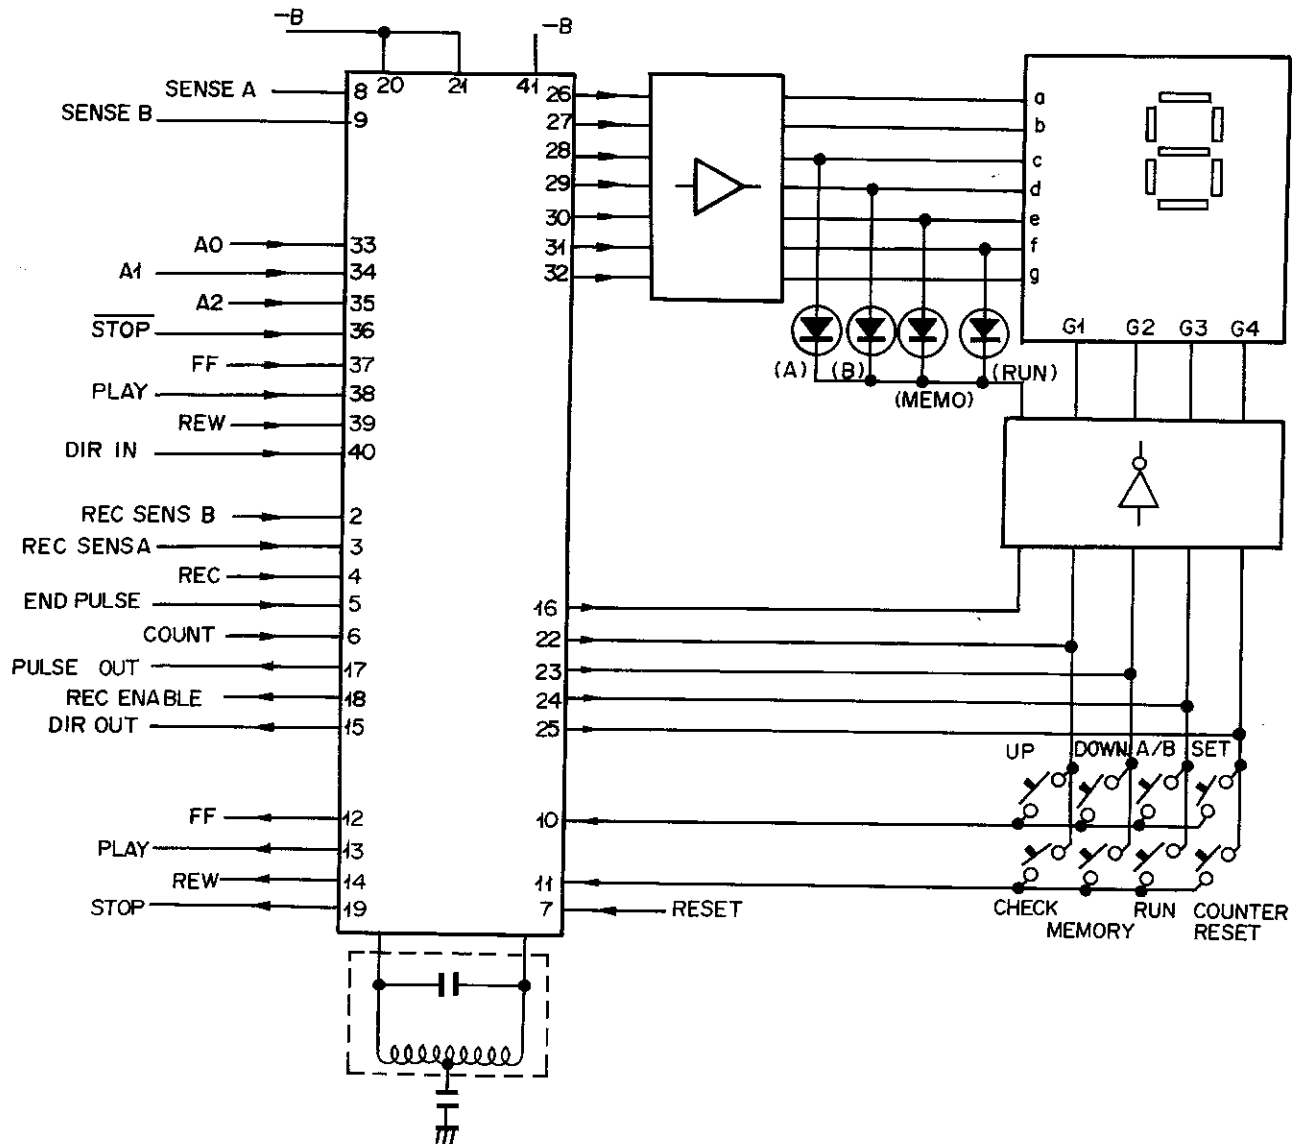 −B
−B
20 21 41
SENSE A 8
SENSE B 9
26
27
28
29
30
31
32
a
b
c
d
e
f
g
A0 33
A1 34
A2 35
STOP 36
FF 37
PLAY 38
REW 39
DIR IN 40
G1 G2 G3 G4
(A) (B) (MEMO) (RUN)
REC SENS B 2
REC SENSA 3
REC 4
END PULSE 5
COUNT 6
PULSE OUT 17
REC ENABLE 18
DIR OUT 15
16
22
23
24
25
UP DOWN A/B SET
FF 12
PLAY 13
REW 14
STOP 19
10
11
7 RESET
CHECK MEMORY RUN COUNTER
RESET